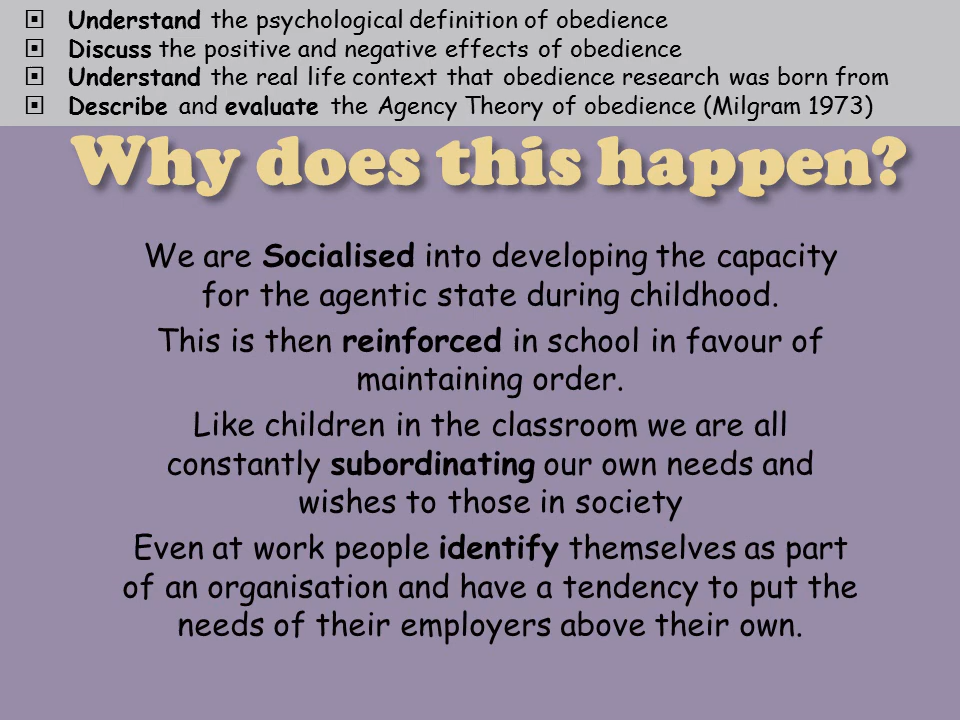 Understand the psychological definition of obedience
Discuss the positive and negative effects of obedience
Understand the real life context that obedience research was born from
Describe and evaluate the Agency Theory of obedience (Milgram 1973)
Why does this happen?
We are Socialised into developing the capacity
for the agentic state during childhood.
This is then reinforced in school in favour of
maintaining order.
Like children in the classroom we are all
constantly subordinating our own needs and
wishes to those in society
Even at work people identify themselves as part
of an organisation and have a tendency to put the
needs of their employers above their own.